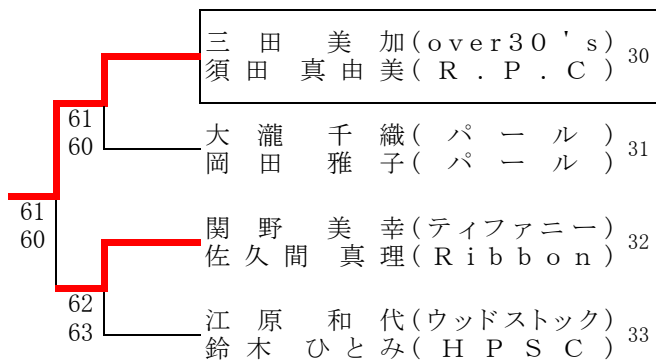 三田 美加(over30's) 30
須田 真由美(R.P.C)
61
60
大瀧 千織(パール) 31
岡田 雅子(パール)
61
60
関野 美幸(ティファニー) 32
佐久間 真理(Ribbon)
62
63
江原 和代(ウッドストック) 33
鈴木 ひとみ(HPSC)